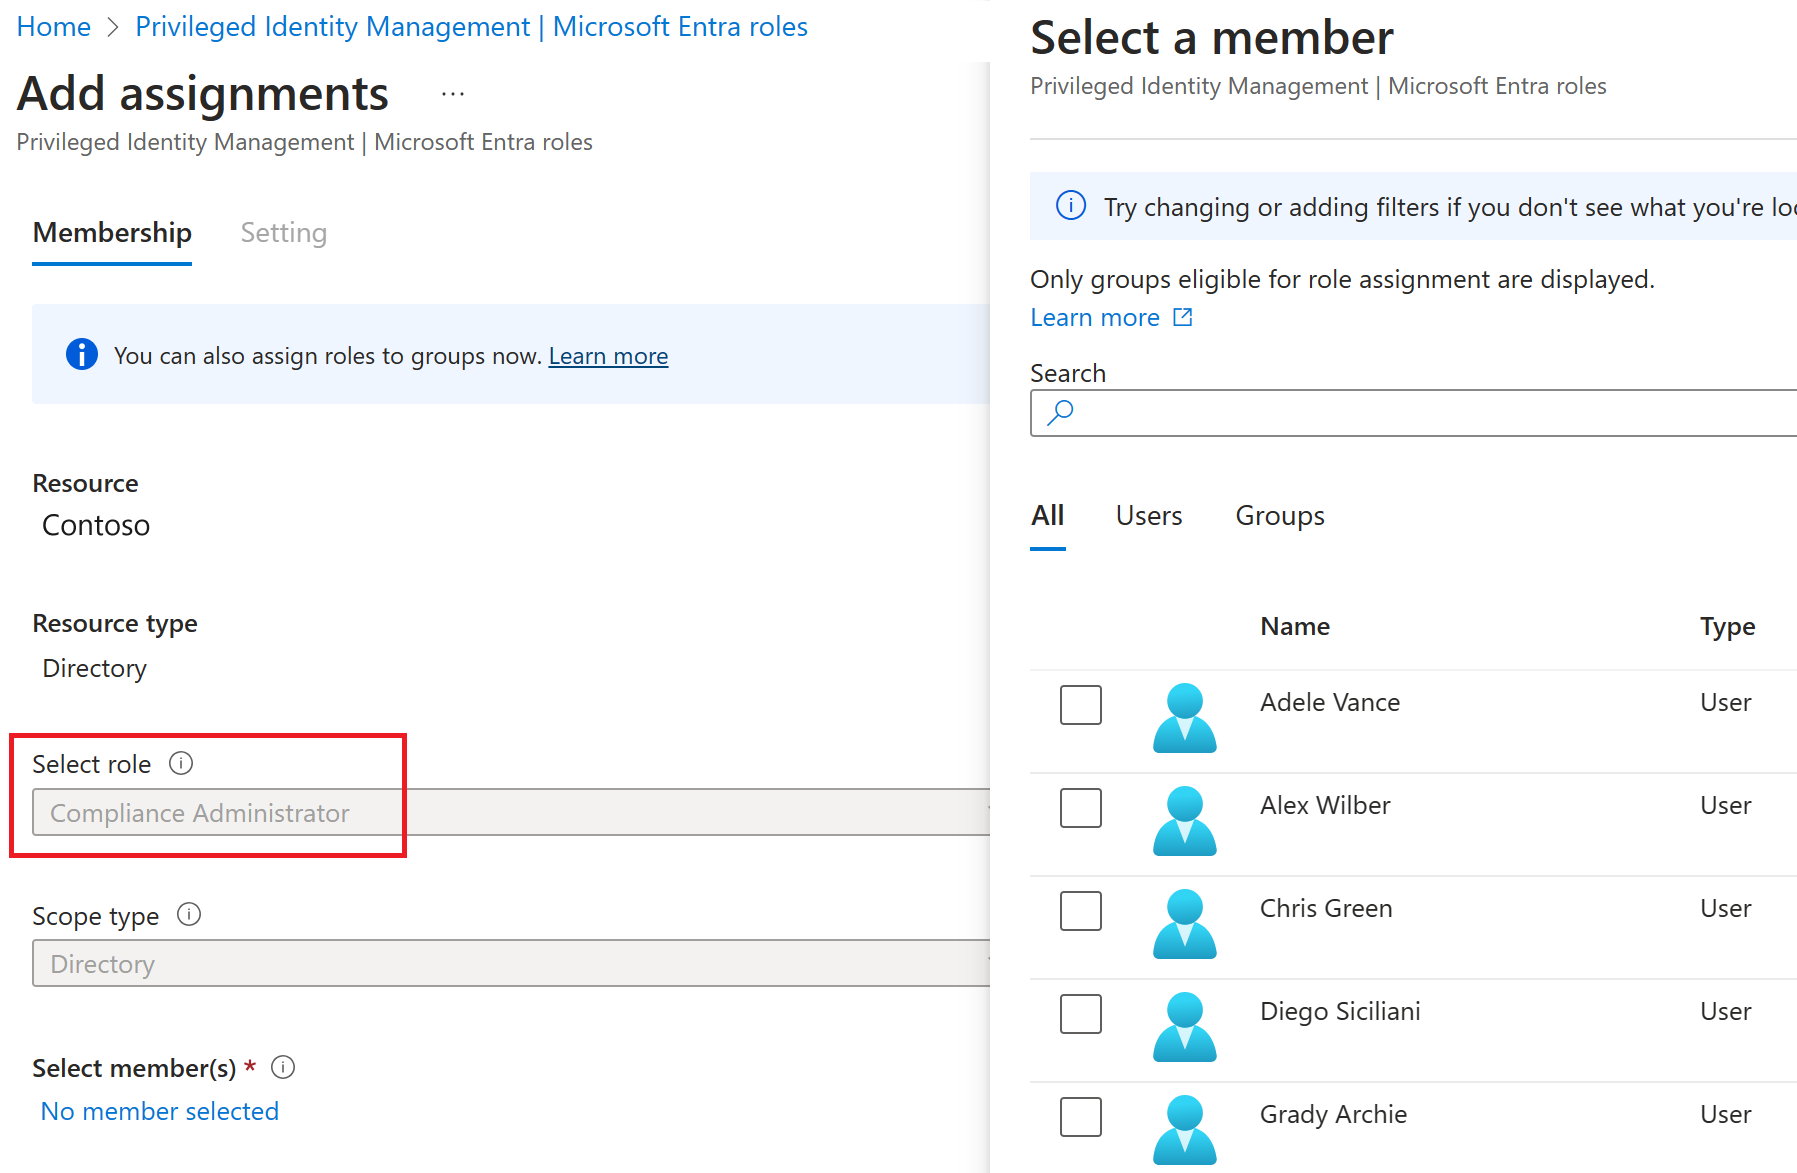 Home > Privileged Identity Management | Microsoft Entra roles
Add assignments ...
Privileged Identity Management | Microsoft Entra roles
Membership Setting
You can also assign roles to groups now. Learn more
Resource
Contoso
Resource type
Directory
Select role
Compliance Administrator
Scope type
Directory
Select member(s) *
No member selected
Select a member
Privileged Identity Management | Microsoft Entra roles
Try changing or adding filters if you don't see what you're loo
Only groups eligible for role assignment are displayed.
Learn more
Search
All Users Groups
Name Type
Adele Vance User
Alex Wilber User
Chris Green User
Diego Siciliani User
Grady Archie User